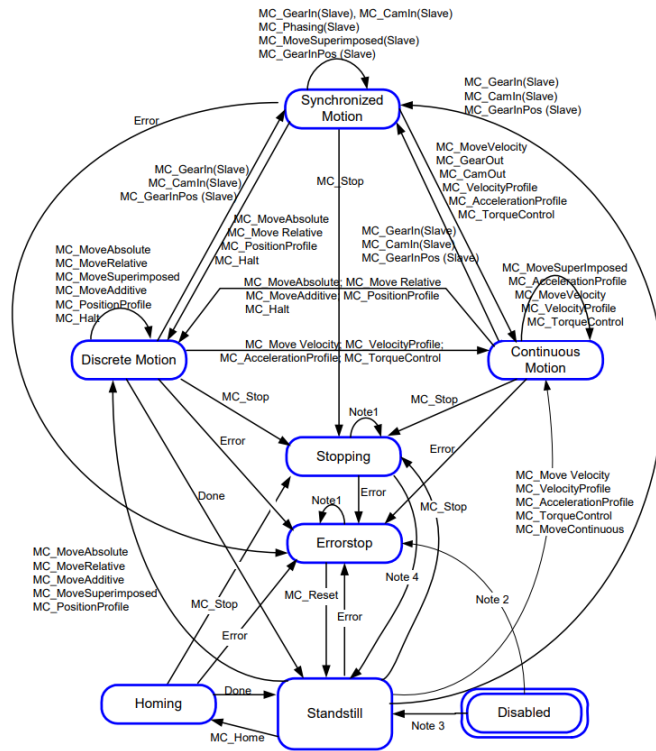 MC_GearIn(Slave), MC_CamIn(Slave)
MC_Phasing(Slave)
MC_MoveSuperimposed(Slave)
MC_GearInPos (Slave)
MC_GearIn(Slave)
MC_CamIn(Slave)
MC_GearInPos (Slave)
Synchronized
Motion
Error
MC_MoveVelocity
MC_GearOut
MC_CamOut
MC_VelocityProfile
MC_AccelerationProfile
MC_TorqueControl
MC_GearIn(Slave)
MC_CamIn(Slave)
MC_GearInPos (Slave)
MC_Stop
MC_MoveAbsolute
MC_Move Relative
MC_PositionProfile
MC_Halt
MC_GearIn(Slave)
MC_CamIn(Slave)
MC_GearInPos (Slave)
MC_MoveAbsolute
MC_MoveRelative
MC_MoveSuperimposed
MC_MoveAdditive
MC_PositionProfile
MC_Halt
MC_MoveSuperImposed
MC_AccelerationProfile
MC_MoveVelocity
MC_VelocityProfile
MC_TorqueControl
MC_MoveAbsolute; MC_Move Relative
MC_MoveAdditive; MC_PositionProfile
MC_Halt
Discrete Motion
MC_Move Velocity; MC_VelocityProfile;
MC_AccelerationProfile; MC_TorqueControl
Continuous
Motion
MC_Stop
Note1
MC_Stop
Stopping
Error
Error
Done
Error
MC_Stop
MC_Move Velocity
MC_VelocityProfile
MC_AccelerationProfile
MC_TorqueControl
MC_MoveContinuous
Note1
Errorstop
MC_MoveAbsolute
MC_MoveRelative
MC_MoveAdditive
MC_MoveSuperimposed
MC_PositionProfile
Note 4
MC_Stop
MC_Reset
Note 2
Error
Error
Homing
Done
Standstill
Disabled
Note 3
MC_Home